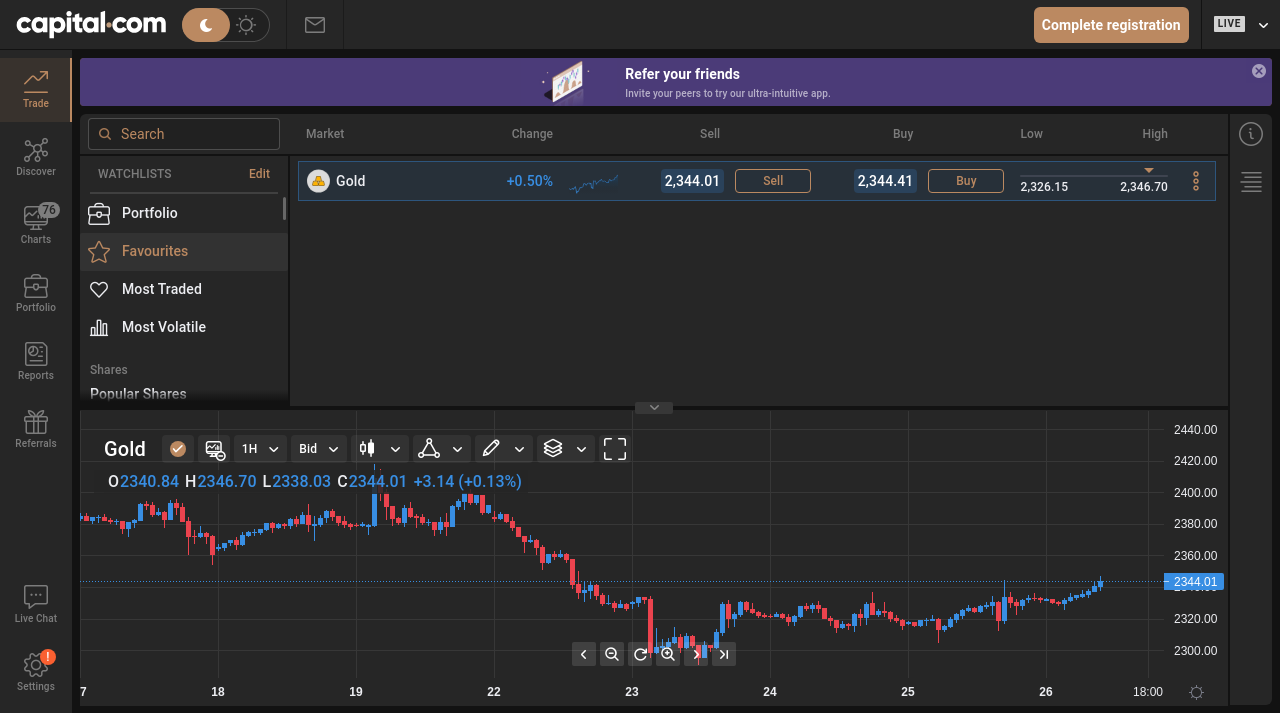 capital.com
Complete registration
LIVE
Trade
Discover
76
Charts
Portfolio
Reports
Referrals
Live Chat
!
Settings
Refer your friends
Invite your peers to try our ultra-intuitive app.
Search
Market Change Sell Buy Low High
WATCHLISTS Edit
Portfolio
Favourites
Most Traded
Most Volatile
Shares
Popular Shares
Gold +0.50% 2,344.01 Sell 2,344.41 Buy 2,326.15 2,346.70
Gold 1H Bid
O2340.84 H2346.70 L2338.03 C2344.01 +3.14 (+0.13%)
2440.00
2420.00
2400.00
2380.00
2360.00
2344.01
2320.00
2300.00
7 18 19 22 23 24 25 26 18:00